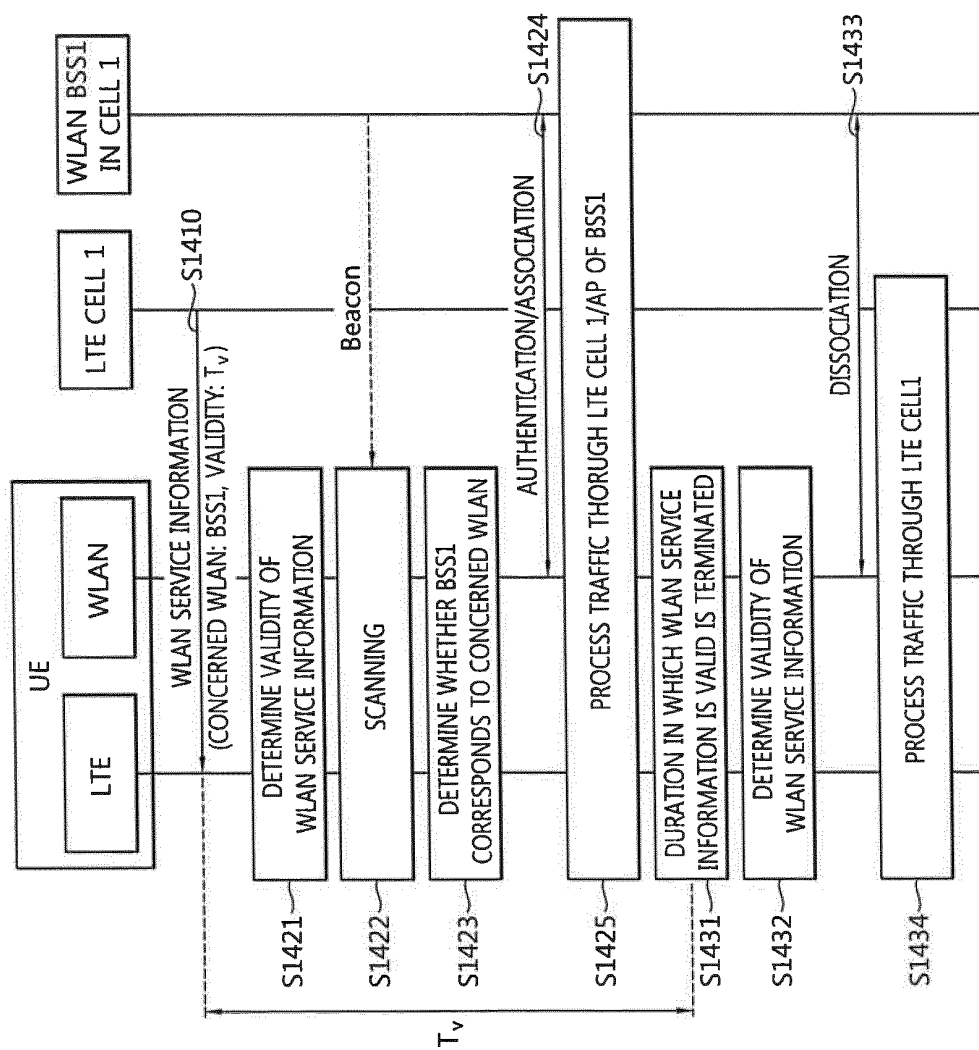 UE
LTE
WLAN
LTE CELL 1
WLAN BSS1
IN CELL 1
WLAN SERVICE INFORMATION
(CONCERNED WLAN: BSS1, VALIDITY: Tv)
S1410
Tv
S1421
DETERMINE VALIDITY OF
WLAN SERVICE INFORMATION
Beacon
S1422
SCANNING
S1423
DETERMINE WHETHER BSS1
CORRESPONDS TO CONCERNED WLAN
AUTHENTICATION/ASSOCIATION
S1424
S1425
PROCESS TRAFFIC THORUGH LTE CELL 1/AP OF BSS1
S1431
DURATION IN WHICH WLAN SERVICE
INFORMATION IS VALID IS TERMINATED
S1432
DETERMINE VALIDITY OF
WLAN SERVICE INFORMATION
DISSOCIATION
S1433
S1434
PROCESS TRAFFIC THROUGH LTE CELL1